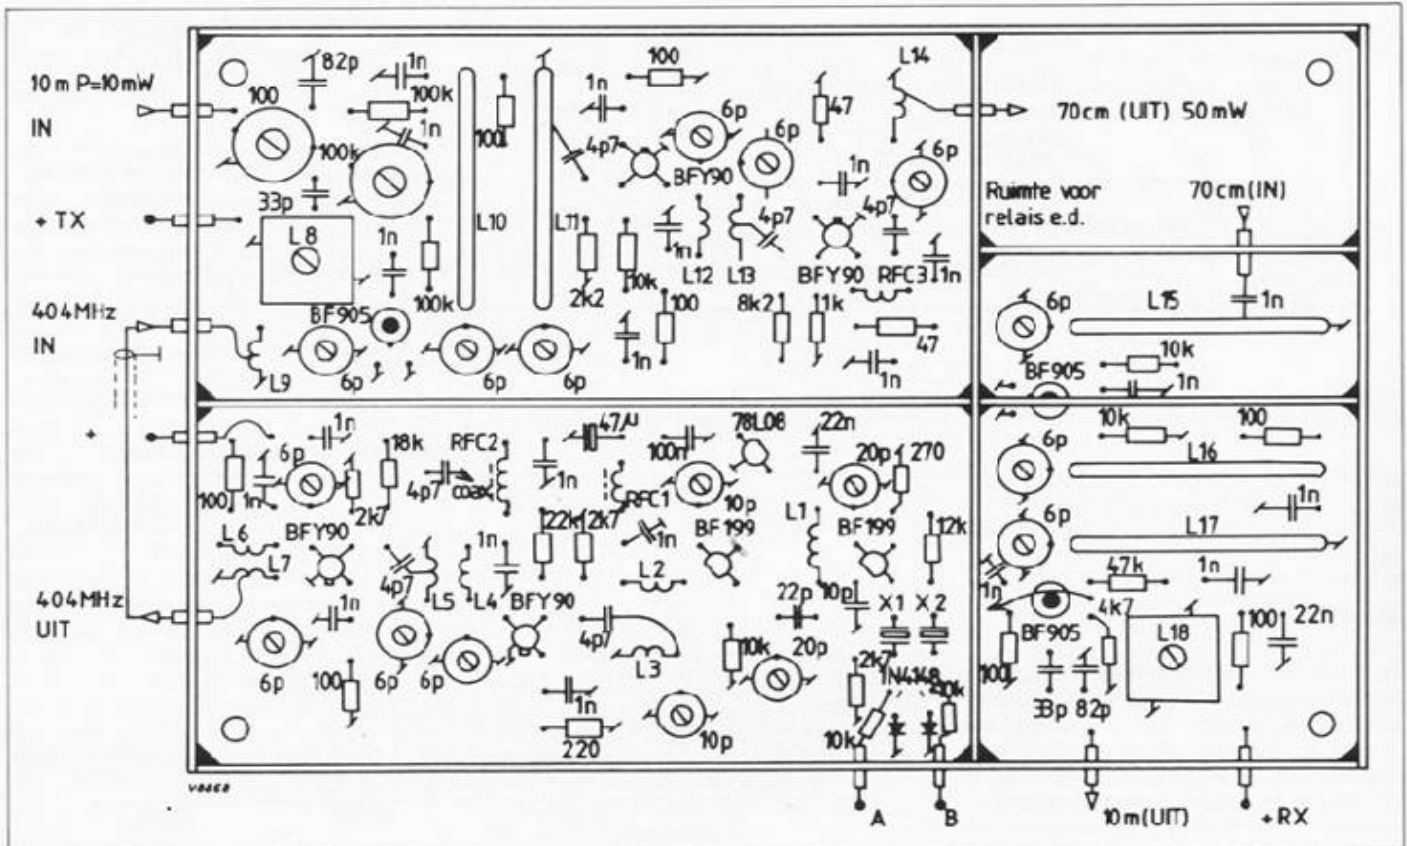 10 m P=10mW
IN
+ TX
404MHz
IN
+
404MHz
UIT
82p
1n
100
100k
1n
100k
33p
L8
1n
100k
BF905
L9
6p
L10
100
L11
6p
6p
1n
100
4p7
6p
BFY90
6p
47
L14
1n
6p
4p7
4p7
1n
L12
L13
BFY90
RFC3
1n
2k2
10k
100
8k2
11k
1n
47
1n
70cm (UIT) 50mW
Ruimte voor
relais e.d.
70cm(IN)
6p
L15
1n
10k
BF905
1n
1n
18k
RFC2
47µ
100n
78L08
22n
6p
20p
270
100
1n
2k7
4p7
coax
1n
RFC1
10p
L6
BFY90
22k
2k7
1n
BF199
L1
BF199
12k
L7
1n
4p7
L2
L5
L4
BFY90
22p
10p
X1
X2
1n
4p7
L3
10k
20p
6p
100
6p
6p
1n
220
10p
2k7
1N4148
10k
10k
10k
100
6p
L16
1n
6p
L17
1n
47k
1n
BF905
4k7
L18
100
22n
100
33p
82p
A
B
10m(UIT)
+RX